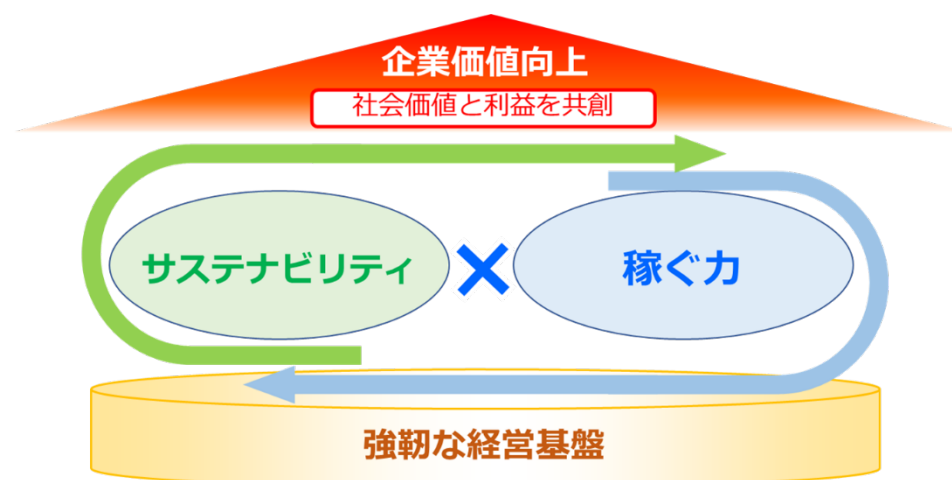 企業価値向上
社会価値と利益を共創
サステナビリティ
×
稼ぐ力
強靭な経営基盤